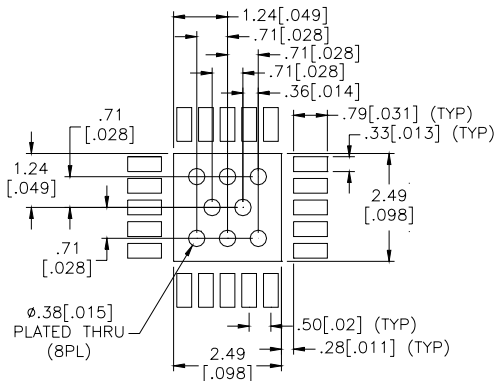 1.24[.049]
.71[.028]
.71[.028]
.71[.028]
.36[.014]
.71
[.028]
.79[.031] (TYP)
.33[.013] (TYP)
1.24
[.049]
2.49
[.098]
.71
[.028]
ø.38[.015]
PLATED THRU
(8PL)
.50[.02] (TYP)
.28[.011] (TYP)
2.49
[.098]